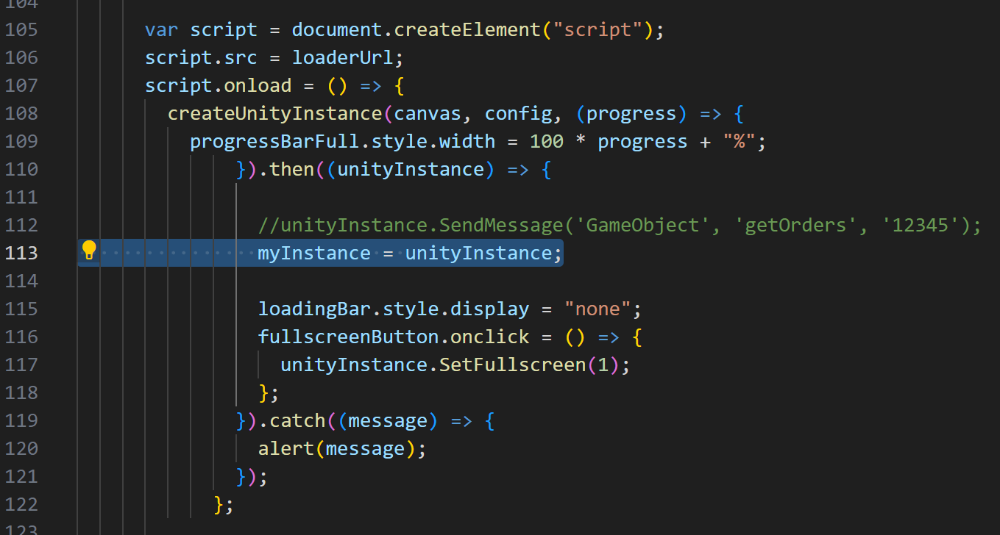 104
105 var script = document.createElement("script");
106 script.src = loaderUrl;
107 script.onload = () => {
108 createUnityInstance(canvas, config, (progress) => {
109 progressBarFull.style.width = 100 * progress + "%";
110 }).then((unityInstance) => {
111
112 //unityInstance.SendMessage('GameObject', 'getOrders', '12345');
113 myInstance = unityInstance;
114
115 loadingBar.style.display = "none";
116 fullscreenButton.onclick = () => {
117 unityInstance.SetFullscreen(1);
118 };
119 }).catch((message) => {
120 alert(message);
121 });
122 };
123